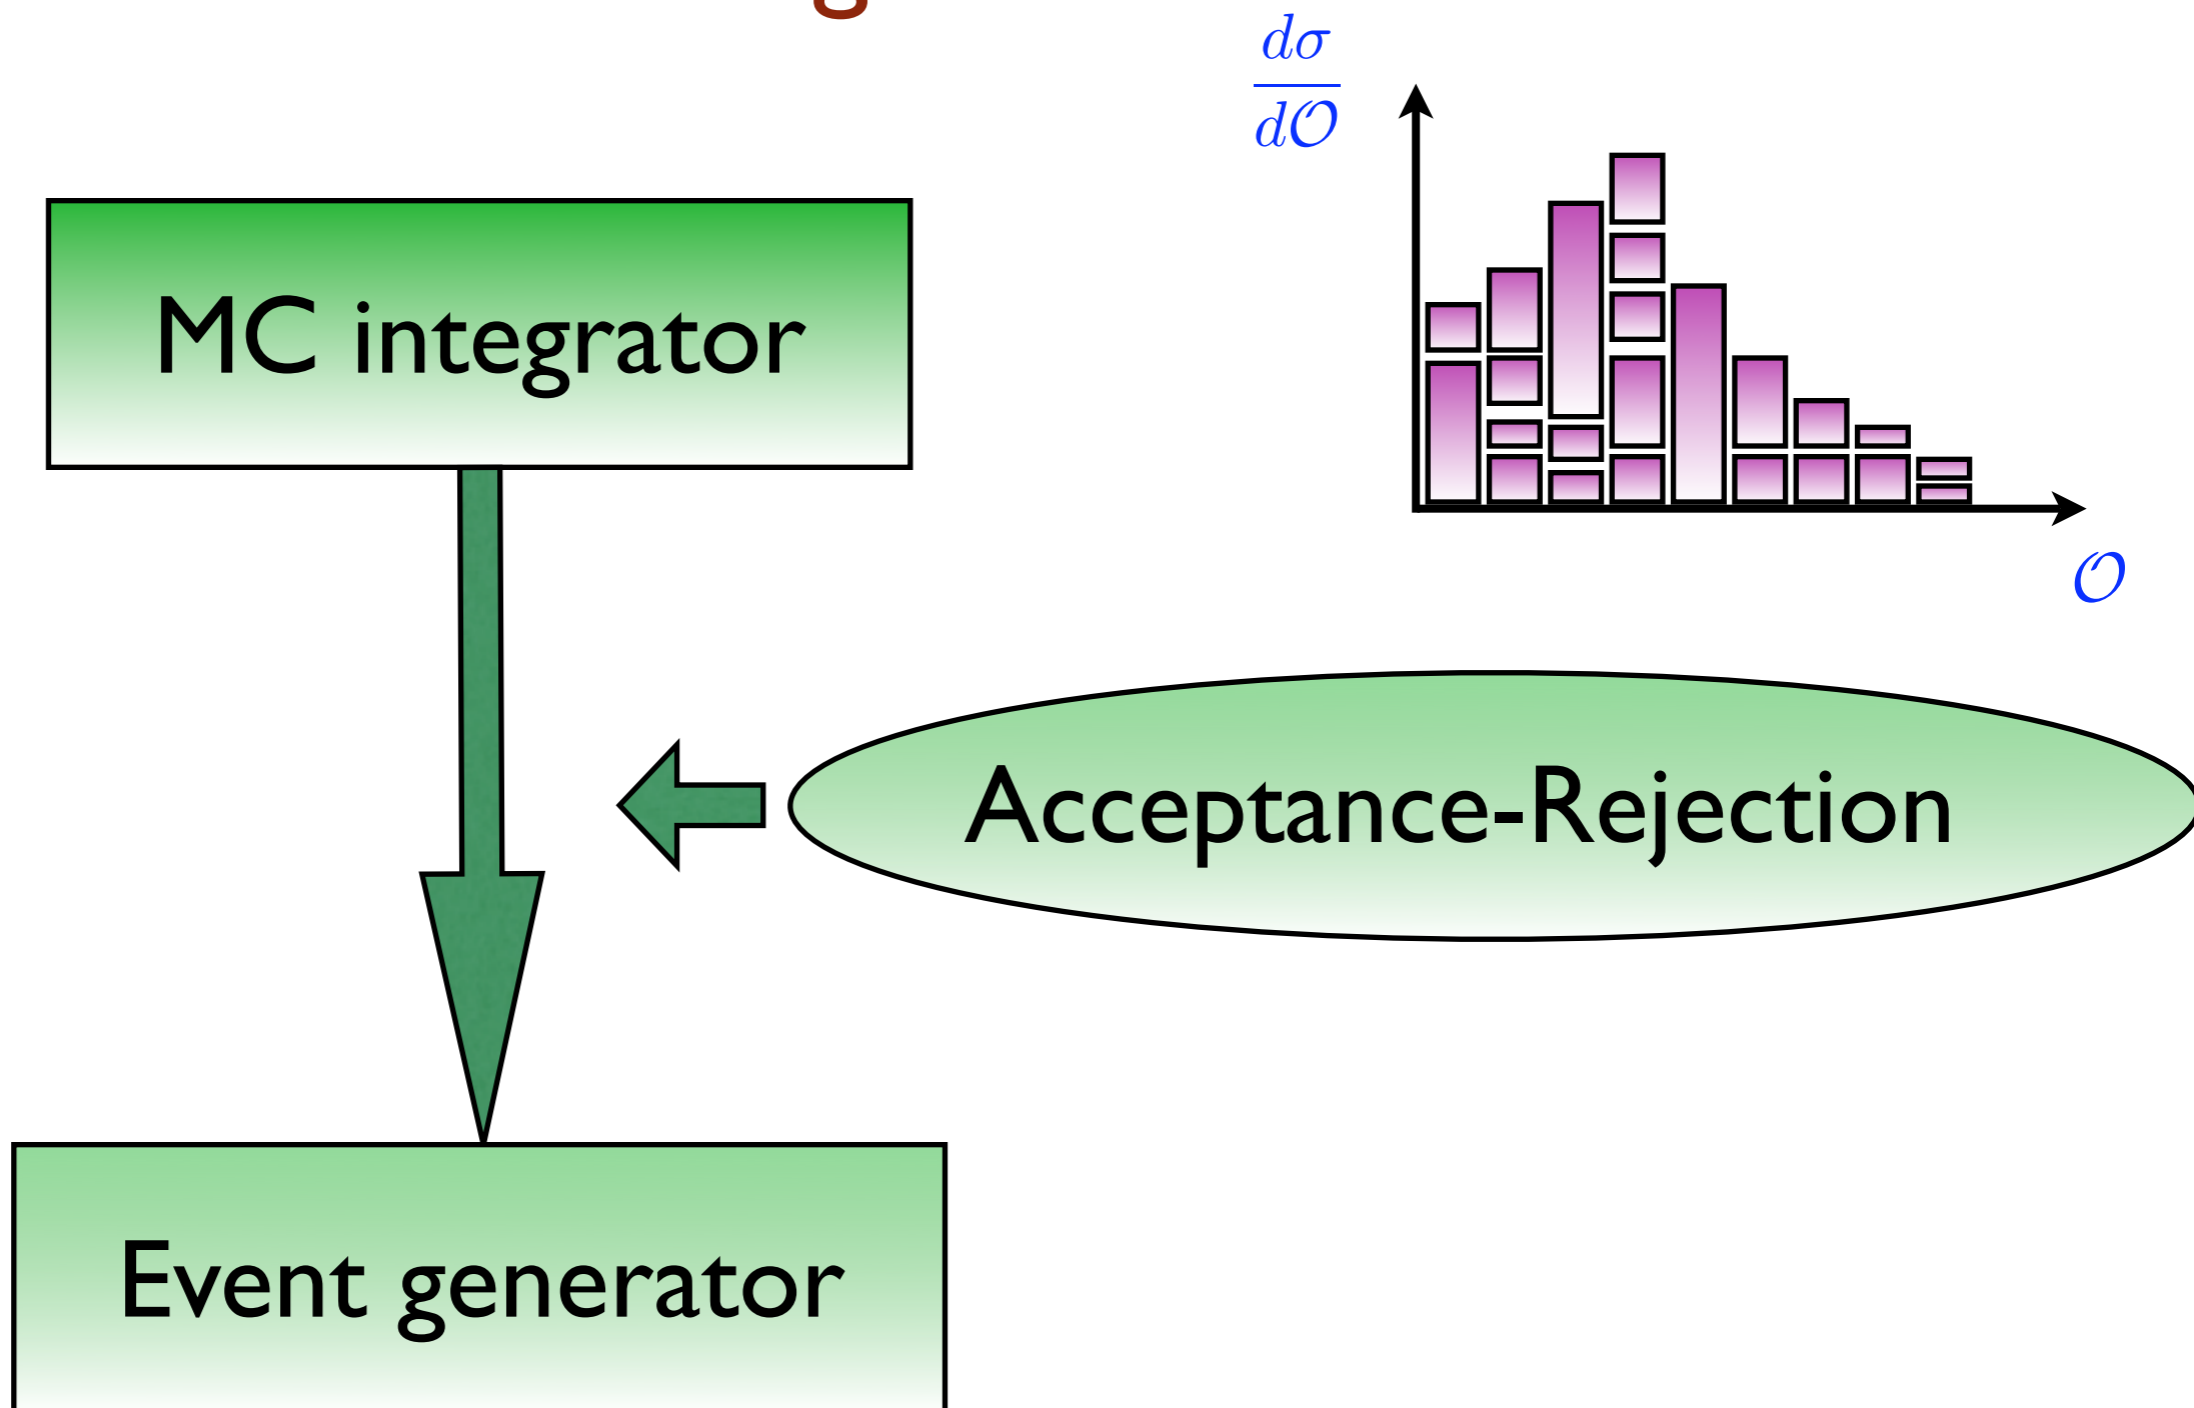 dσ
dO
MC integrator
O
Acceptance-Rejection
Event generator